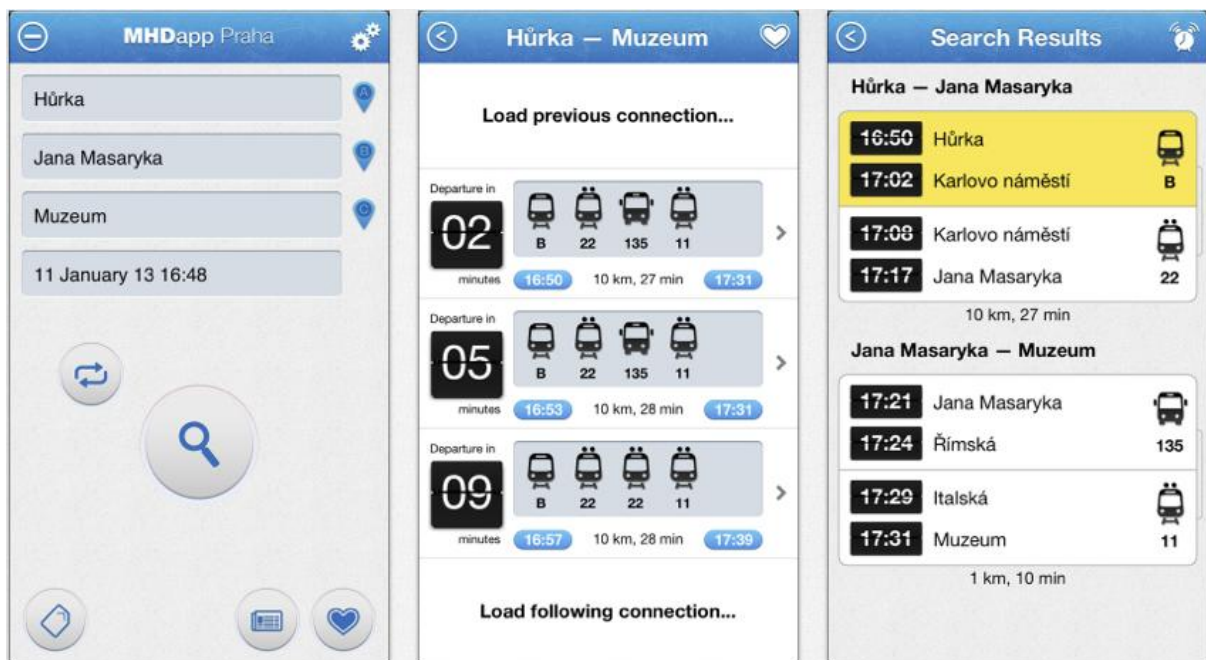 MHDapp Praha
Hůrka
A
Jana Masaryka
B
Muzeum
C
11 January 13 16:48
Hůrka — Muzeum
Load previous connection...
Departure in
02
minutes
B 22 135 11
16:50 10 km, 27 min 17:31
Departure in
05
minutes
B 22 135 11
16:53 10 km, 28 min 17:31
Departure in
09
minutes
B 22 22 11
16:57 10 km, 28 min 17:39
Load following connection...
Search Results
Hůrka — Jana Masaryka
16:50 Hůrka
17:02 Karlovo náměstí B
17:08 Karlovo náměstí
17:17 Jana Masaryka 22
10 km, 27 min
Jana Masaryka — Muzeum
17:21 Jana Masaryka
17:24 Římská 135
17:29 Italská
17:31 Muzeum 11
1 km, 10 min